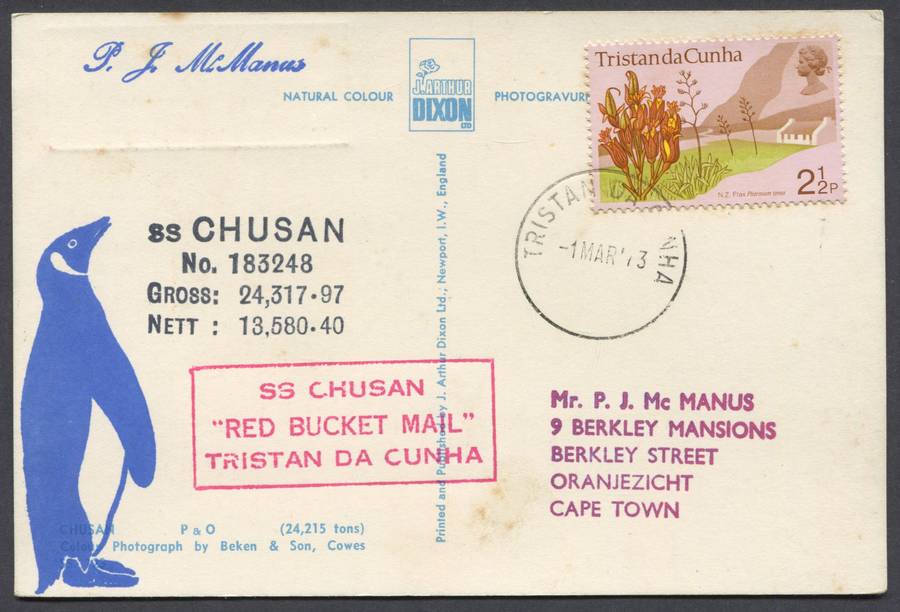 P. J. McManus
NATURAL COLOUR
J. ARTHUR
DIXON
LTD
PHOTOGRAVURE
Tristan da Cunha
N.Z. Flax Phormium tenax
2½P
TRISTAN DA CUNHA
-1 MAR '73
SS CHUSAN
No. 183248
GROSS: 24,317·97
NETT : 13,580·40
SS CHUSAN
"RED BUCKET MAIL"
TRISTAN DA CUNHA
Printed and Published by J. Arthur Dixon Ltd., Newport, I.W., England
Mr. P. J. Mc MANUS
9 BERKLEY MANSIONS
BERKLEY STREET
ORANJEZICHT
CAPE TOWN
CHUSAN P & O (24,215 tons)
Colour Photograph by Beken & Son, Cowes